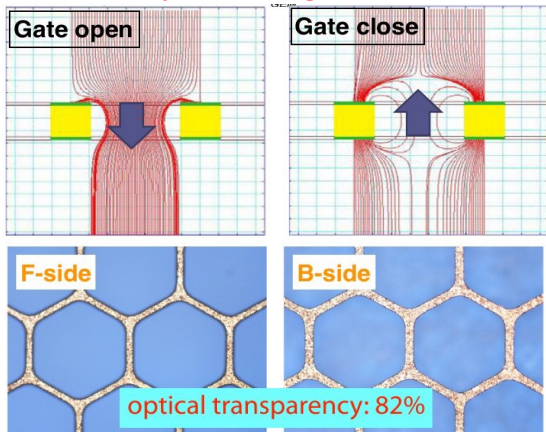 Gate open
Gate close
F-side
B-side
optical transparency: 82%